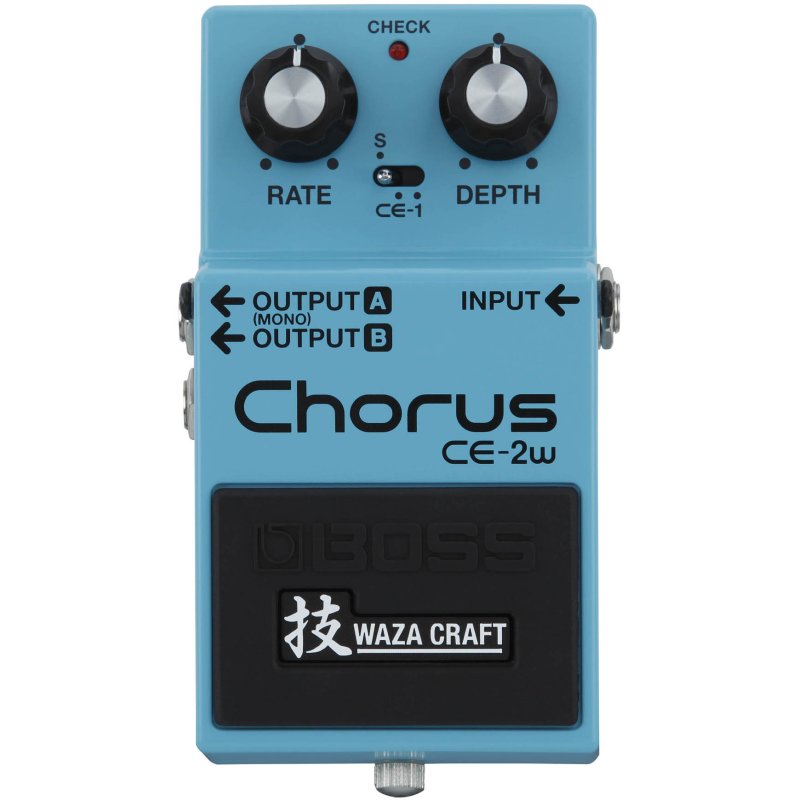 CHECK
S
RATE
DEPTH
CE-1
OUTPUT A
INPUT
(MONO)
OUTPUT B
Chorus
CE-2w
BOSS
技 WAZA CRAFT